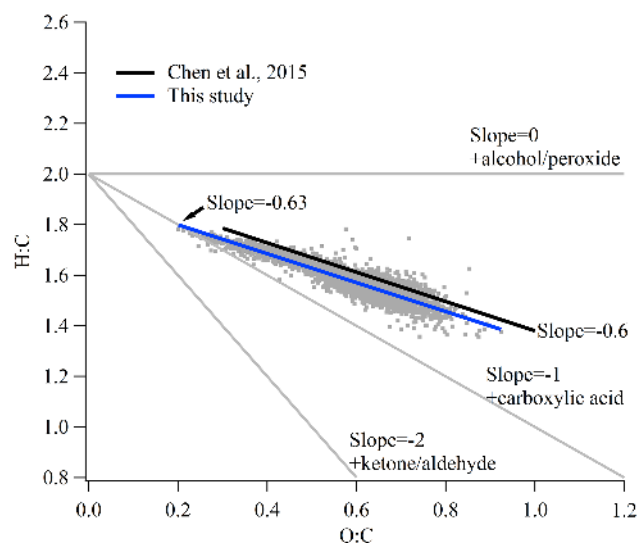 2.6
2.4
2.2
2.0
1.8
1.6
1.4
1.2
1.0
0.8
H:C
Chen et al., 2015
This study
Slope=0
+alcohol/peroxide
Slope=-0.63
Slope=-0.6
Slope=-1
+carboxylic acid
Slope=-2
+ketone/aldehyde
0.0 0.2 0.4 0.6 0.8 1.0 1.2
O:C